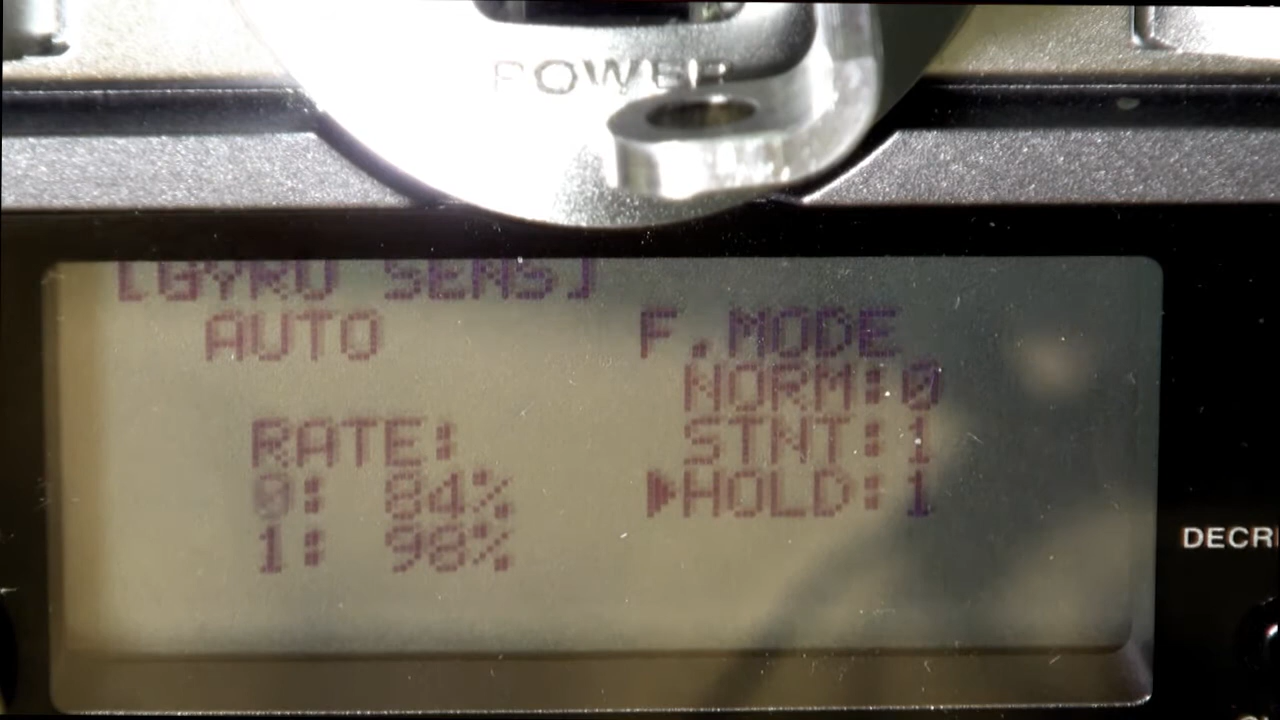 POWER
[GYRO SENS]
AUTO F.MODE
NORM:0
RATE: STNT:1
0: 84% ▶HOLD:1
1: 98%
DECR